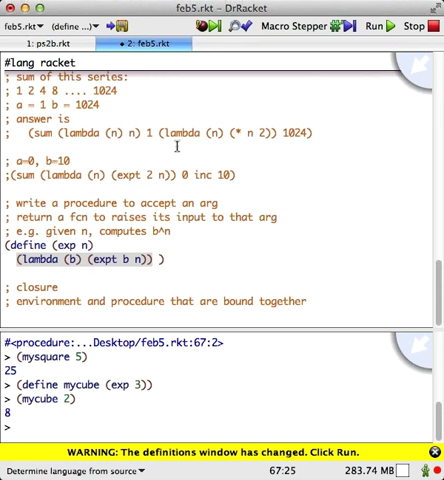 feb5.rkt - DrRacket
feb5.rkt▾ (define ...)▾ Macro Stepper Run Stop
1: ps2b.rkt • 2: feb5.rkt
#lang racket
; sum of this series:
; 1 2 4 8 .... 1024
; a = 1 b = 1024
; answer is
; (sum (lambda (n) n) 1 (lambda (n) (* n 2)) 1024)
; a=0, b=10
;(sum (lambda (n) (expt 2 n)) 0 inc 10)
; write a procedure to accept an arg
; return a fcn to raises its input to that arg
; e.g. given n, computes b^n
(define (exp n)
(lambda (b) (expt b n)) )
; closure
; environment and procedure that are bound together
#<procedure:...Desktop/feb5.rkt:67:2>
> (mysquare 5)
25
> (define mycube (exp 3))
> (mycube 2)
8
>
WARNING: The definitions window has changed. Click Run.
Determine language from source▾ 67:25 283.74 MB